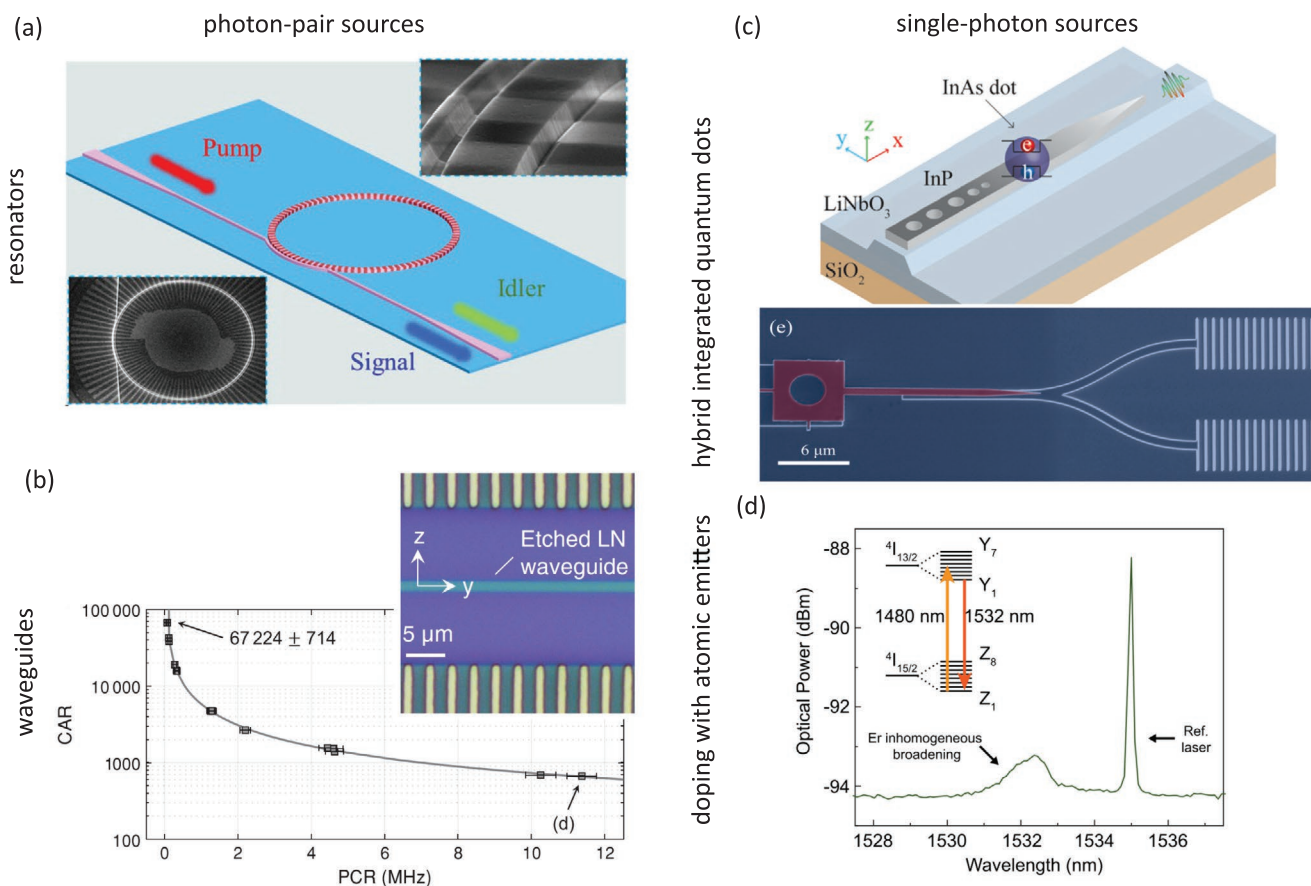 photon-pair sources
(a)
resonators
Pump
Idler
Signal
(b)
waveguides
Etched LN
waveguide
z
y
5 µm
CAR
100 000
10 000
1000
100
67 224 ± 714
(d)
0 2 4 6 8 10 12
PCR (MHz)
single-photon sources
(c)
hybrid integrated quantum dots
InAs dot
e
h
z
y
x
InP
LiNbO3
SiO2
(e)
6 µm
(d)
doping with atomic emitters
Optical Power (dBm)
-88
-90
-92
-94
⁴I13/2
Y7
Y1
1480 nm
1532 nm
⁴I15/2
Z8
Z1
Er inhomogeneous
broadening
Ref.
laser
1528 1530 1532 1534 1536
Wavelength (nm)